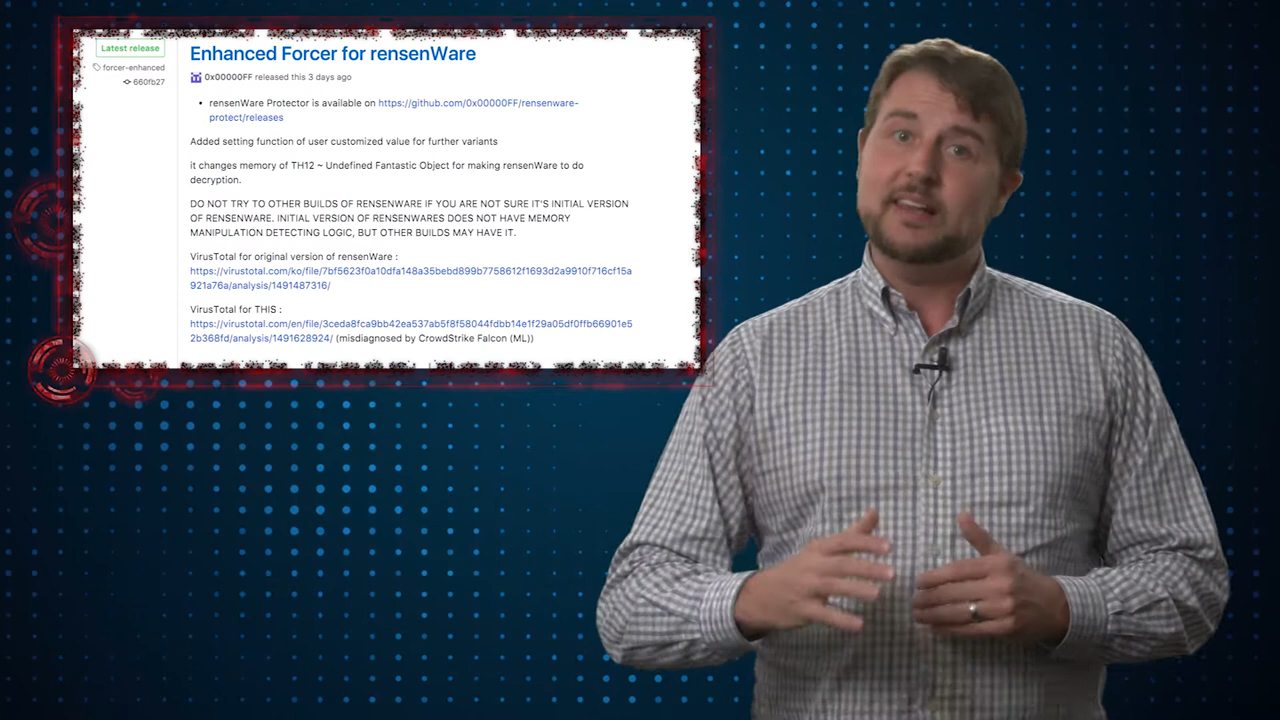 Latest release
forcer-enhanced
660fb27
Enhanced Forcer for rensenWare
0x00000FF released this 3 days ago
rensenWare Protector is available on https://github.com/0x00000FF/rensenware-
protect/releases
Added setting function of user customized value for further variants
it changes memory of TH12 ~ Undefined Fantastic Object for making rensenWare to do
decryption.
DO NOT TRY TO OTHER BUILDS OF RENSENWARE IF YOU ARE NOT SURE IT'S INITIAL VERSION
OF RENSENWARE. INITIAL VERSION OF RENSENWARES DOES NOT HAVE MEMORY
MANIPULATION DETECTING LOGIC, BUT OTHER BUILDS MAY HAVE IT.
VirusTotal for original version of rensenWare :
https://virustotal.com/ko/file/7bf5623f0a10dfa148a35bebd899b7758612f1693d2a9910f716cf15a
921a76a/analysis/1491487316/
VirusTotal for THIS :
https://virustotal.com/en/file/3ceda8fca9bb42ea537ab5f8f58044fdbb14e1f29a05df0ffb66901e5
2b368fd/analysis/1491628924/ (misdiagnosed by CrowdStrike Falcon (ML))